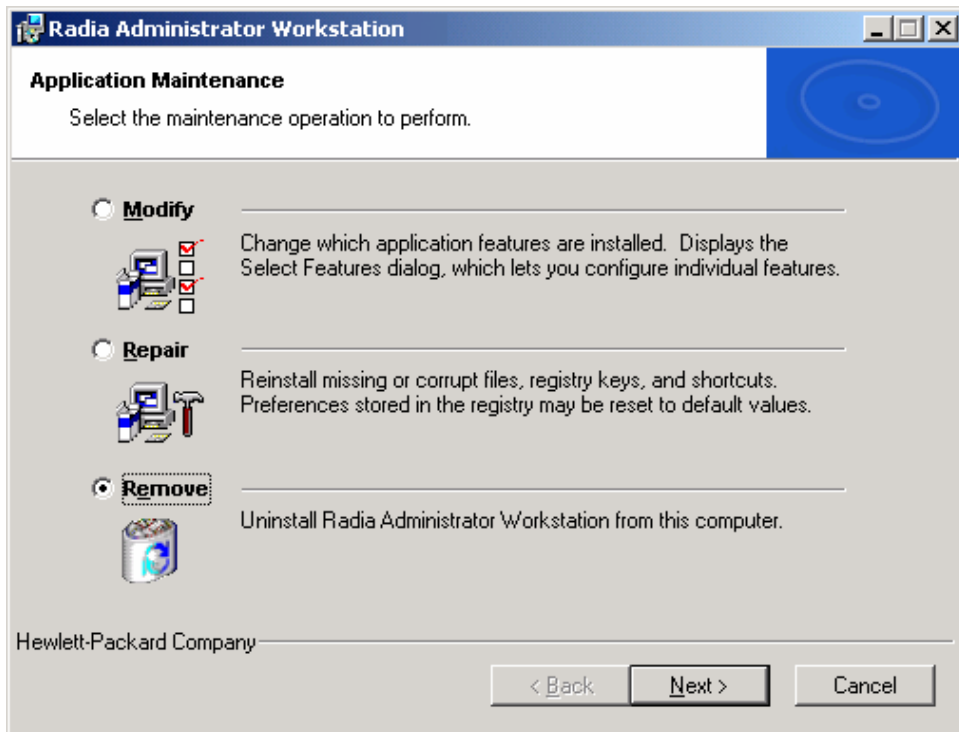 Radia Administrator Workstation
Application Maintenance
Select the maintenance operation to perform.
Modify
Change which application features are installed.  Displays the
Select Features dialog, which lets you configure individual features.
Repair
Reinstall missing or corrupt files, registry keys, and shortcuts.
Preferences stored in the registry may be reset to default values.
Remove
Uninstall Radia Administrator Workstation from this computer.
Hewlett-Packard Company
< Back
Next >
Cancel